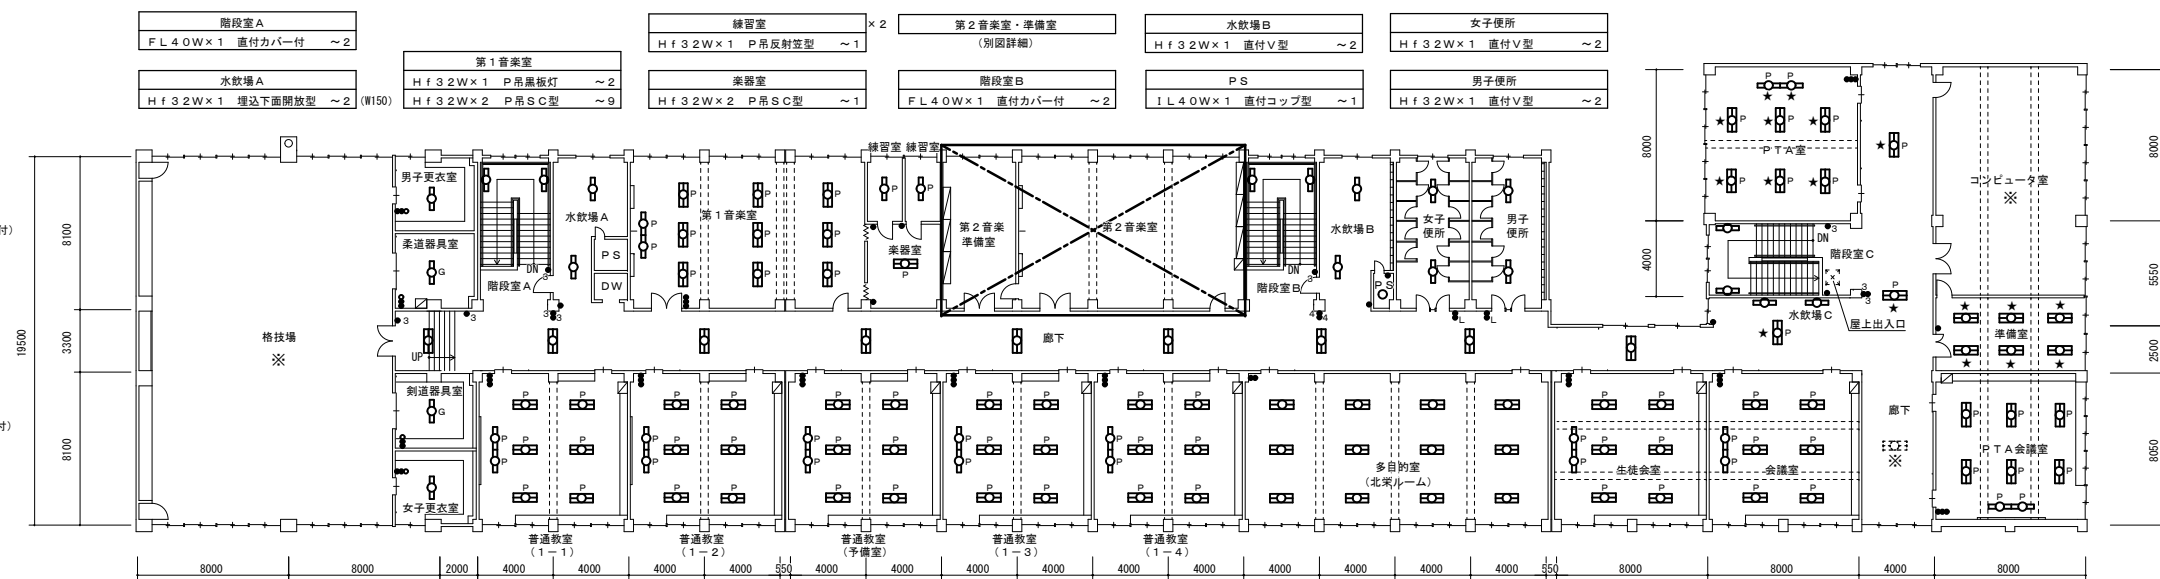 階段室A
FL40W×1 直付カバー付 ~2
水飲場A
Hf32W×1 埋込下面開放型 ~2 (W150)
第1音楽室
Hf32W×1 P吊黒板灯 ~2
Hf32W×2 P吊SC型 ~9
練習室 ×2
Hf32W×1 P吊反射笠型 ~1
楽器室
Hf32W×2 P吊SC型 ~1
第2音楽室・準備室
(別図詳細)
階段室B
FL40W×1 直付カバー付 ~2
水飲場B
Hf32W×1 直付V型 ~2
PS
IL40W×1 直付コップ型 ~1
女子便所
Hf32W×1 直付V型 ~2
男子便所
Hf32W×1 直付V型 ~2
付)
付)
19500
8100
3300
8100
格技場
※
男子更衣室
柔道器具室
G
UP
剣道器具室
G
女子更衣室
階段室A
DN
水飲場A
PS
DW
第1音楽室
練習室 練習室
楽器室
第2音楽
準備室
第2音楽室
階段室B
DN
水飲場B
PS
女子
便所
男子
便所
廊下
PTA室
コンピュータ室
※
階段室C
DN
水飲場C
屋上出入口
準備室
廊下
※
PTA会議室
多目的室
(北栄ルーム)
生徒会室
会議室
普通教室
(1-1)
普通教室
(1-2)
普通教室
(予備室)
普通教室
(1-3)
普通教室
(1-4)
8000
4000
8000
5550
2500
8050
8000 8000 2000 4000 4000 4000 4000 550 4000 4000 4000 4000 4000 4000 4000 4000 4000 4000 550 8000 8000 4000 8000